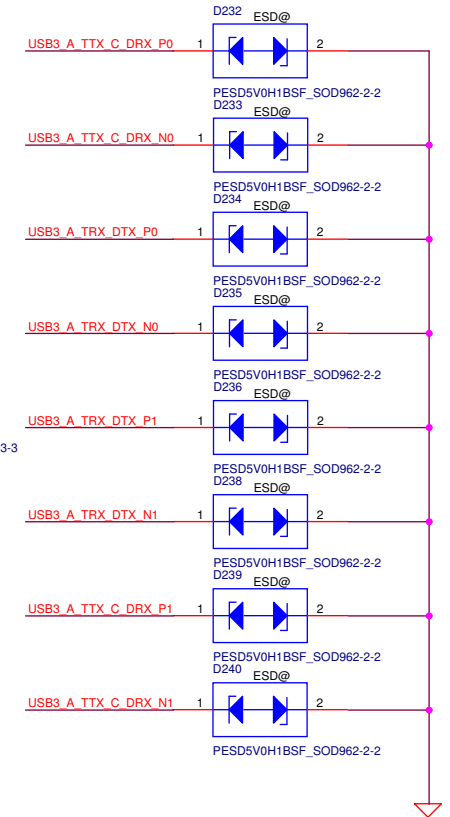 D232
ESD@
USB3_A_TTX_C_DRX_P0 1 2
PESD5V0H1BSF_SOD962-2-2
D233
ESD@
USB3_A_TTX_C_DRX_N0 1 2
PESD5V0H1BSF_SOD962-2-2
D234
ESD@
USB3_A_TRX_DTX_P0 1 2
PESD5V0H1BSF_SOD962-2-2
D235
ESD@
USB3_A_TRX_DTX_N0 1 2
PESD5V0H1BSF_SOD962-2-2
D236
ESD@
USB3_A_TRX_DTX_P1 1 2
3-3
PESD5V0H1BSF_SOD962-2-2
D238
ESD@
USB3_A_TRX_DTX_N1 1 2
PESD5V0H1BSF_SOD962-2-2
D239
ESD@
USB3_A_TTX_C_DRX_P1 1 2
PESD5V0H1BSF_SOD962-2-2
D240
ESD@
USB3_A_TTX_C_DRX_N1 1 2
PESD5V0H1BSF_SOD962-2-2